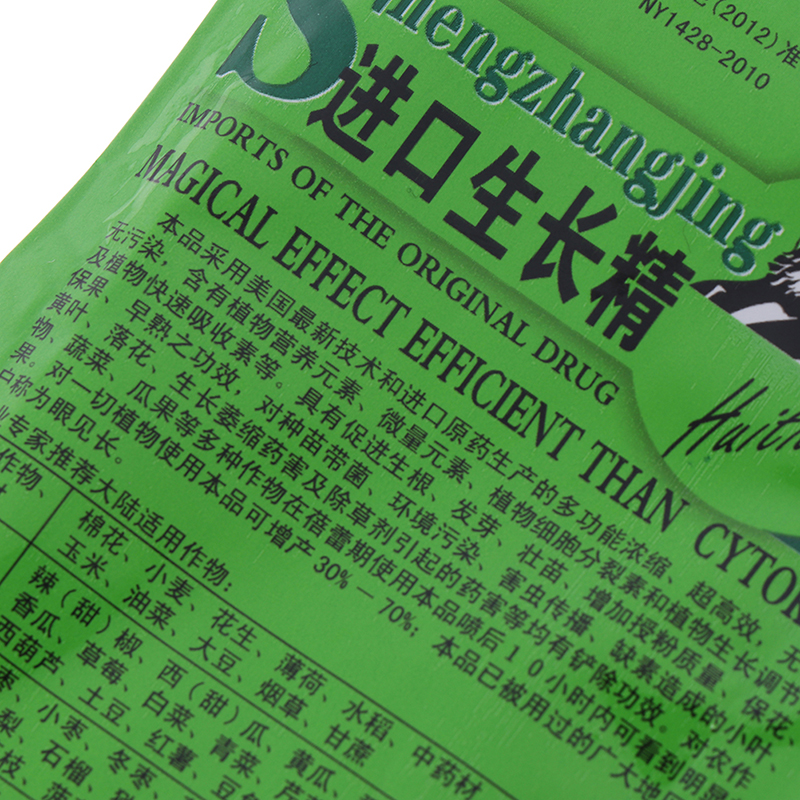 (2012)准
NY1428-2010
Shengzhangjing
进口生长精
IMPORTS OF THE ORIGINAL DRUG
MAGICAL EFFECT EFFICIENT THAN CYTOK
Huith
本品采用美国最新技术和进口原药生产的多功能浓缩、超高效、无
无污染，含有植物营养元素、微量元素、植物细胞分裂素和植物生长调节
及植物快速吸收素等。具有促进生根、发芽、壮苗、增加授粉质量、保花、
保果、早熟之功效，对种苗带菌、环境污染、害虫传播、缺素造成的小叶、
黄叶、落花、生长萎缩药害及除草剂引起的药害等均有铲除功效。对农作
物、蔬菜、瓜果等多种作物在蓓蕾期使用本品喷后10小时内可看到明显
果。对一切植物使用本品可增产30%－70%；本品已被用过的广大地
称为眼见长。
业专家推荐大陆适用作物：
作物、
棉花、小麦、花生、薄荷、水稻、中药材
玉米、油菜、大豆、烟草、甘蔗
辣（甜）椒、西（甜）瓜、黄瓜、
香瓜、草莓、白菜、青菜、芦
西葫芦、土豆、红薯、豆
枣、小枣、冬枣、
梨、石榴、
枝、